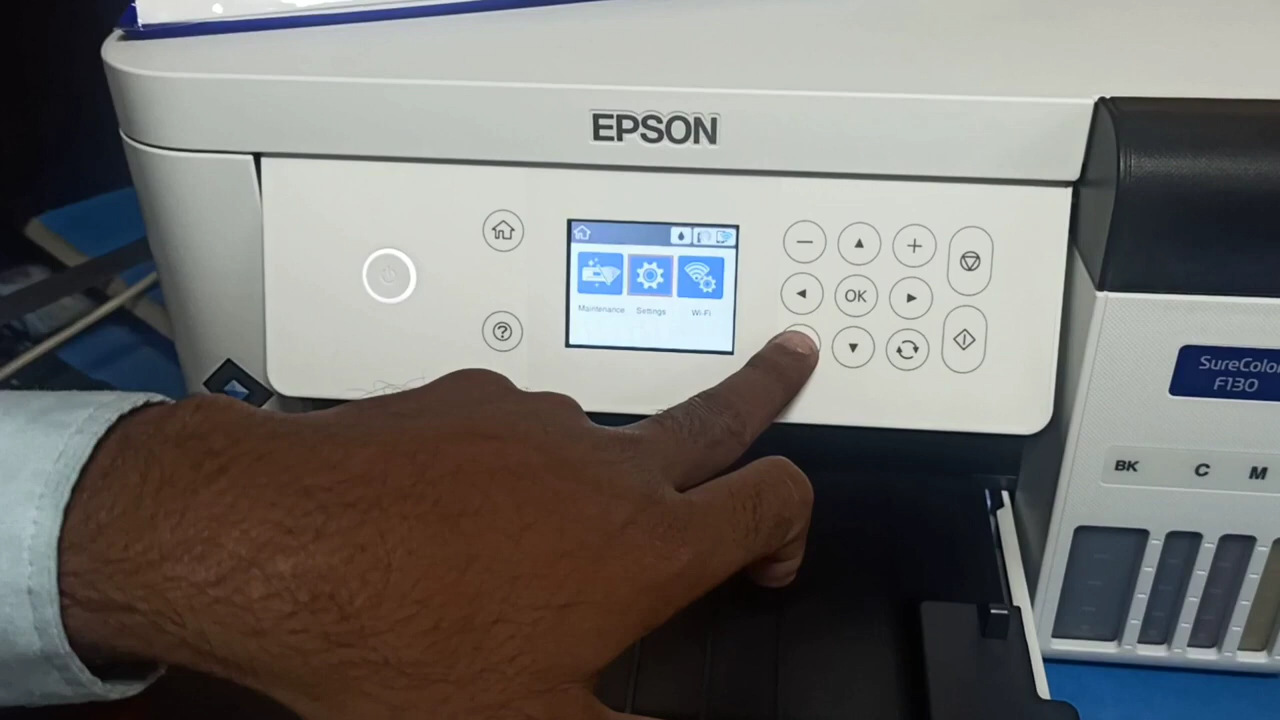 EPSON
Maintenance
Settings
Wi-Fi
OK
SureColor
F130
BK
C
M